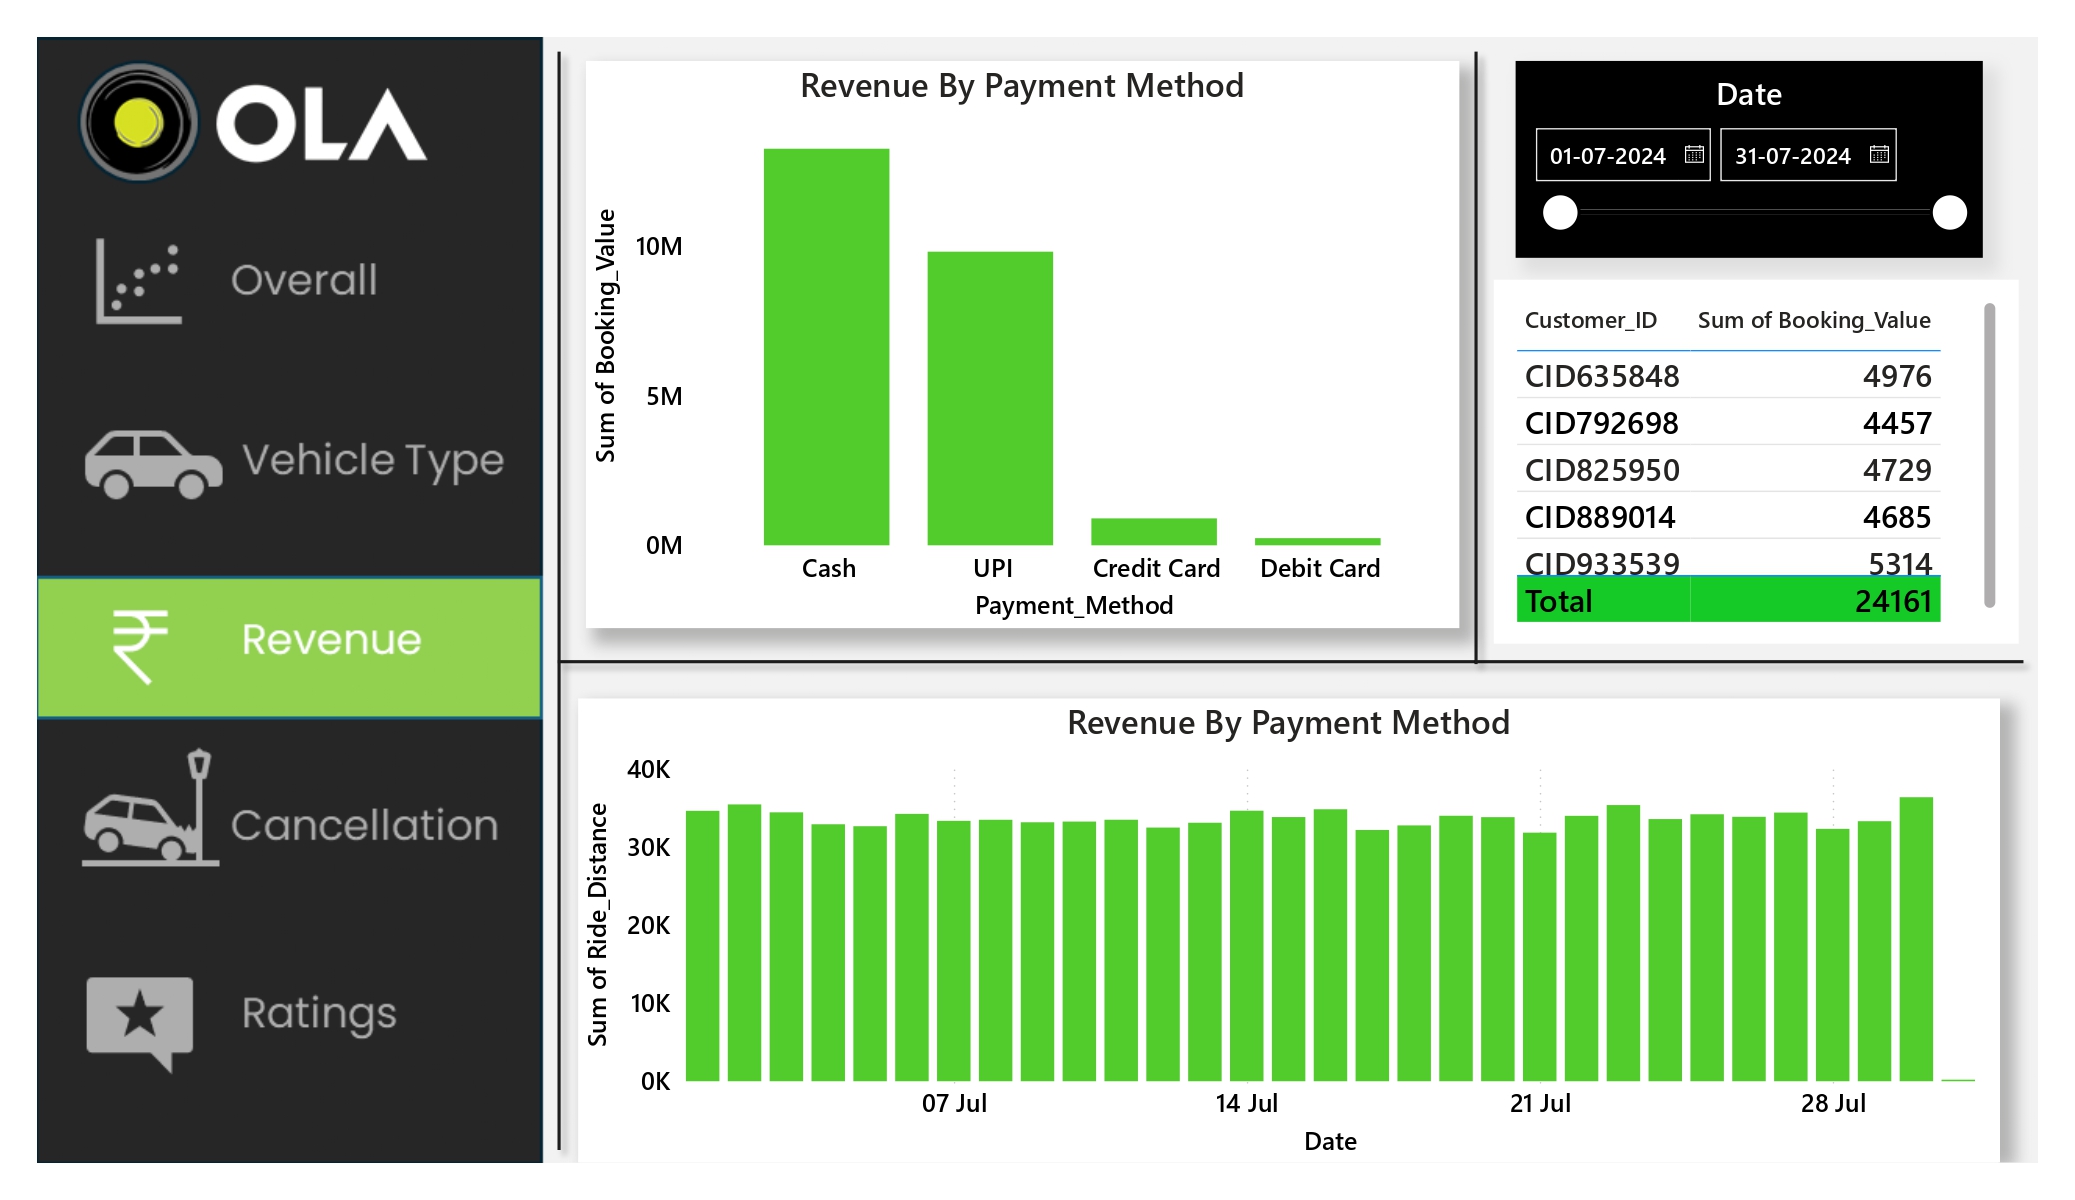 OLA
Overall
Vehicle Type
Revenue
Cancellation
Ratings
Revenue By Payment Method
Sum of Booking_Value
10M
5M
0M
Cash UPI Credit Card Debit Card
Payment_Method
Date
01-07-2024 31-07-2024
Customer_ID Sum of Booking_Value
CID635848 4976
CID792698 4457
CID825950 4729
CID889014 4685
CID933539 5314
Total 24161
Revenue By Payment Method
Sum of Ride_Distance
40K
30K
20K
10K
0K
07 Jul 14 Jul 21 Jul 28 Jul
Date